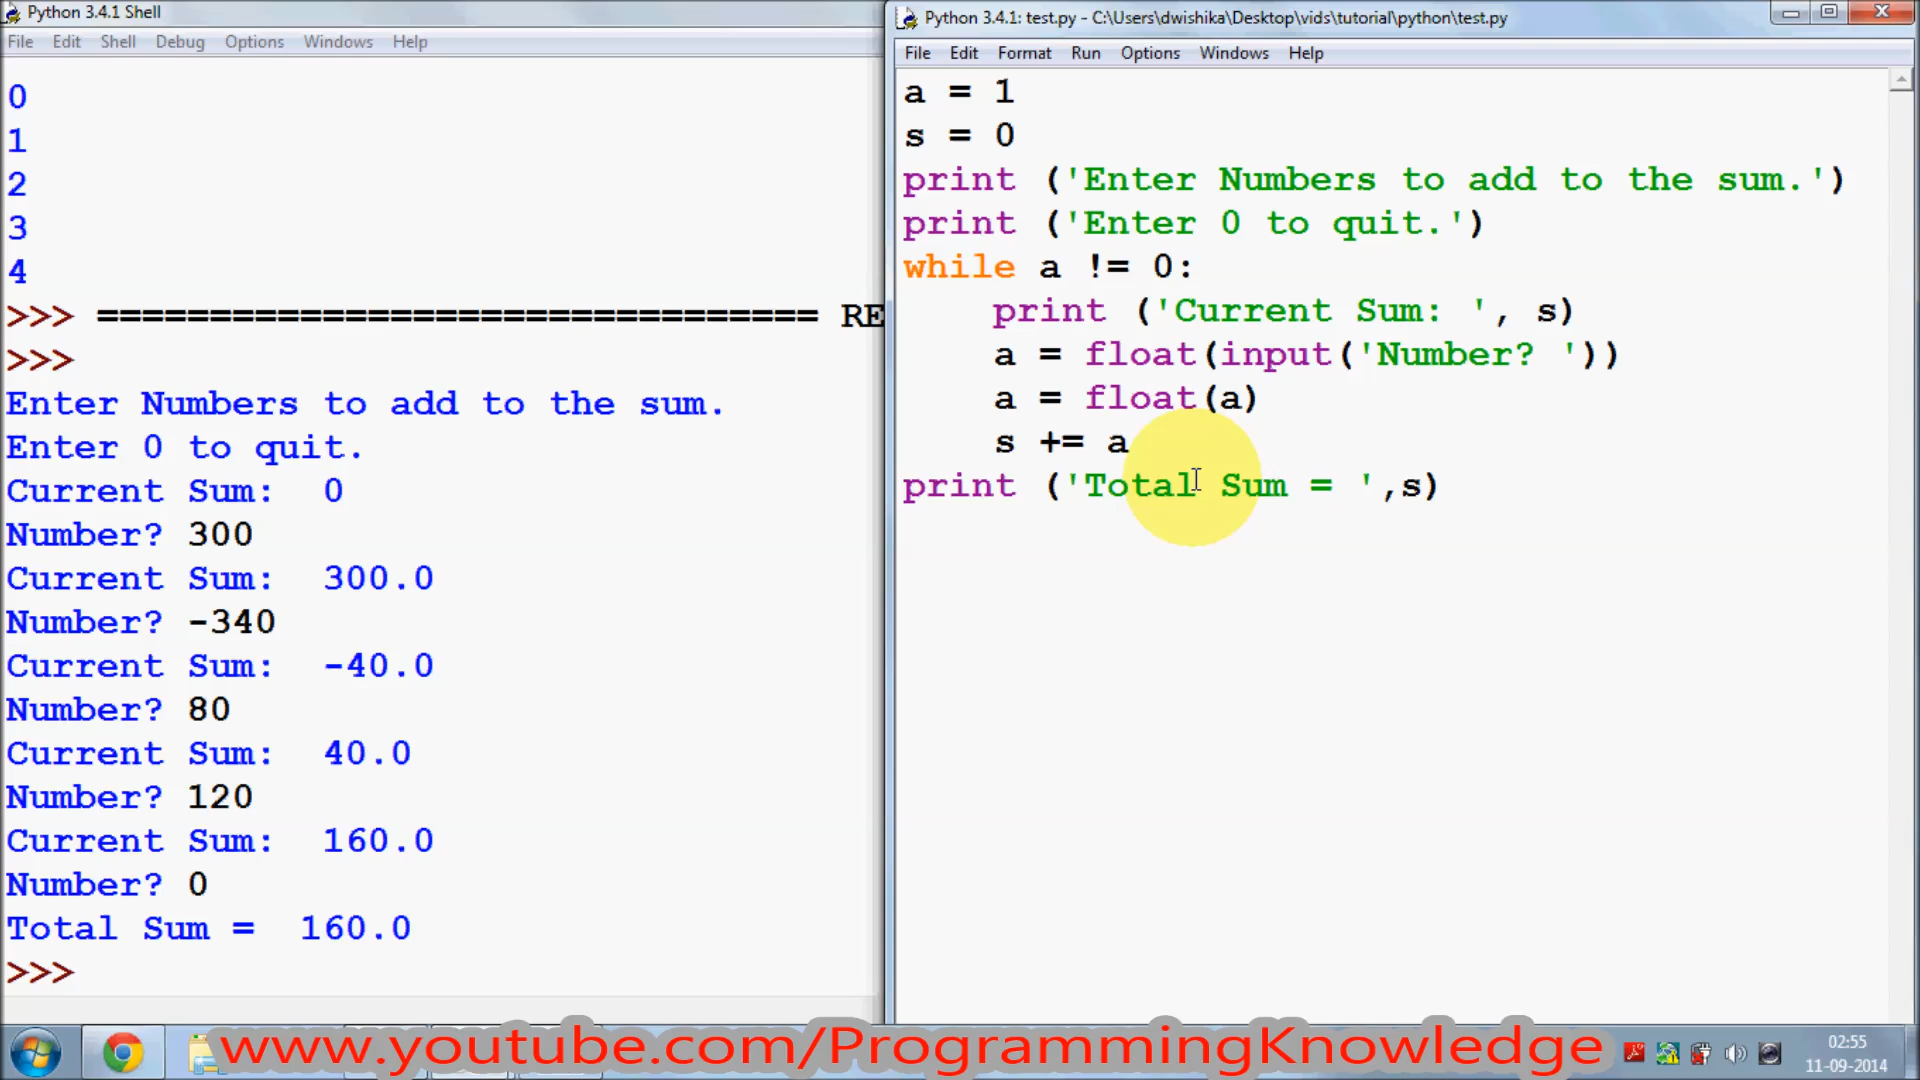 Python 3.4.1 Shell
File Edit Shell Debug Options Windows Help
0
1
2
3
4
>>> ================================ RE
>>>
Enter Numbers to add to the sum.
Enter 0 to quit.
Current Sum:  0
Number? 300
Current Sum:  300.0
Number? -340
Current Sum:  -40.0
Number? 80
Current Sum:  40.0
Number? 120
Current Sum:  160.0
Number? 0
Total Sum =  160.0
>>>
Python 3.4.1: test.py - C:\Users\dwishika\Desktop\vids\tutorial\python\test.py
File Edit Format Run Options Windows Help
a = 1
s = 0
print ('Enter Numbers to add to the sum.')
print ('Enter 0 to quit.')
while a != 0:
    print ('Current Sum: ', s)
    a = float(input('Number? '))
    a = float(a)
    s += a
print ('Total Sum = ',s)
www.youtube.com/ProgrammingKnowledge
02:55
11-09-2014